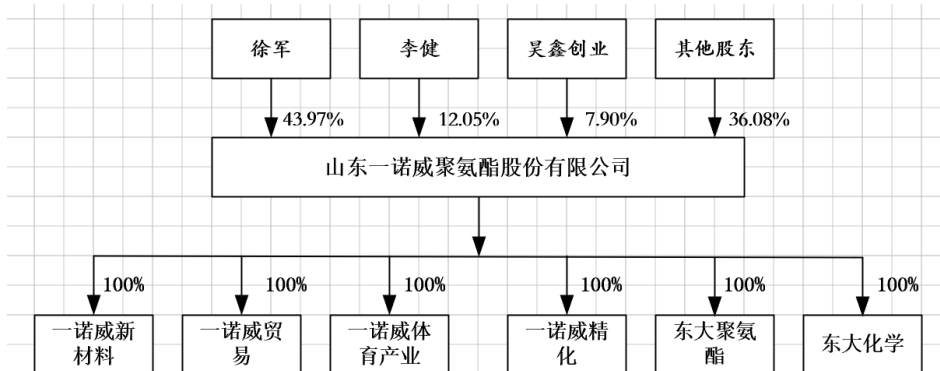 徐军
李健
昊鑫创业
其他股东
43.97%
12.05%
7.90%
36.08%
山东一诺威聚氨酯股份有限公司
100%
100%
100%
100%
100%
100%
一诺威新
材料
一诺威贸
易
一诺威体
育产业
一诺威精
化
东大聚氨
酯
东大化学